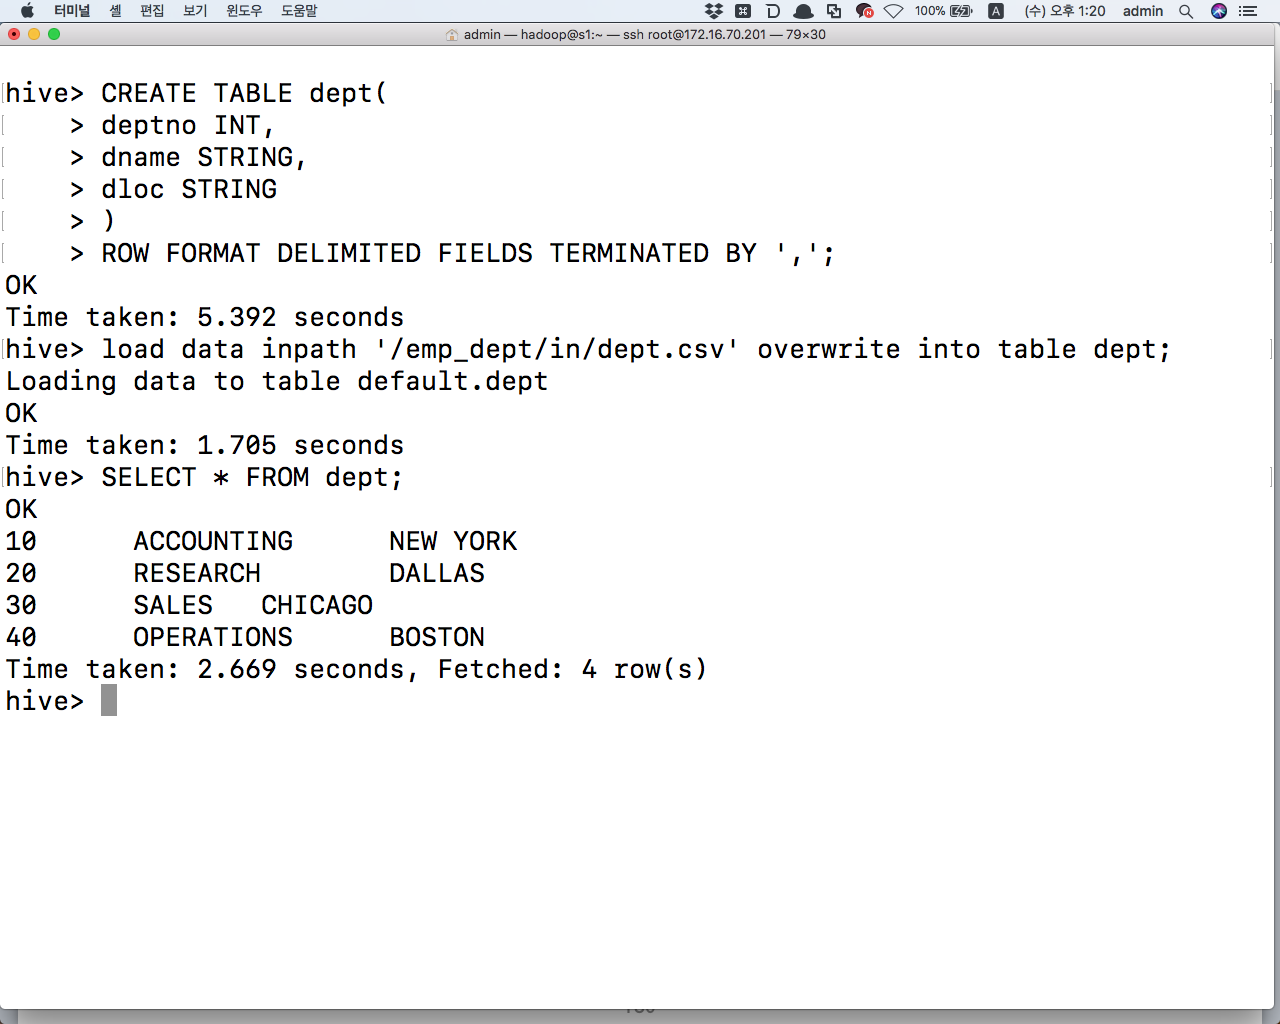 터미널 셸 편집 보기 윈도우 도움말 100% A (수) 오후 1:20 admin
admin — hadoop@s1:~ — ssh root@172.16.70.201 — 79×30
hive> CREATE TABLE dept(
> deptno INT,
> dname STRING,
> dloc STRING
> )
> ROW FORMAT DELIMITED FIELDS TERMINATED BY ',';
OK
Time taken: 5.392 seconds
hive> load data inpath '/emp_dept/in/dept.csv' overwrite into table dept;
Loading data to table default.dept
OK
Time taken: 1.705 seconds
hive> SELECT * FROM dept;
OK
10 ACCOUNTING NEW YORK
20 RESEARCH DALLAS
30 SALES CHICAGO
40 OPERATIONS BOSTON
Time taken: 2.669 seconds, Fetched: 4 row(s)
hive>